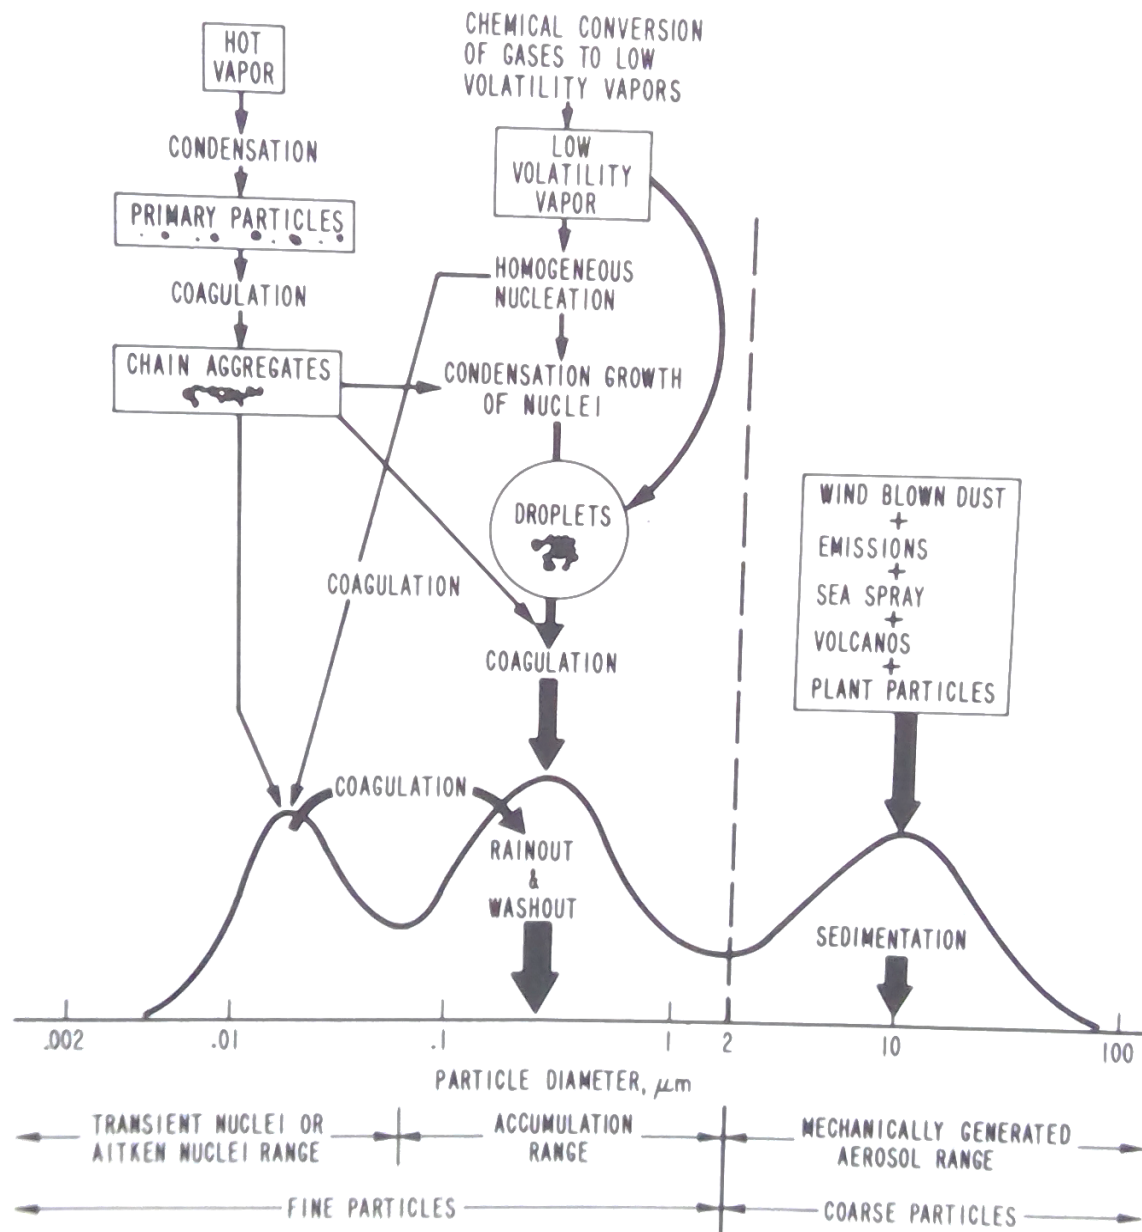 HOT
VAPOR
CONDENSATION
PRIMARY PARTICLES
COAGULATION
CHAIN AGGREGATES
CHEMICAL CONVERSION
OF GASES TO LOW
VOLATILITY VAPORS
LOW
VOLATILITY
VAPOR
HOMOGENEOUS
NUCLEATION
CONDENSATION GROWTH
OF NUCLEI
DROPLETS
COAGULATION
COAGULATION
COAGULATION
RAINOUT
&
WASHOUT
WIND BLOWN DUST
+
EMISSIONS
+
SEA SPRAY
+
VOLCANOS
+
PLANT PARTICLES
SEDIMENTATION
.002 .01 .1 1 2 10 100
PARTICLE DIAMETER, μm
TRANSIENT NUCLEI OR
AITKEN NUCLEI RANGE
ACCUMULATION
RANGE
MECHANICALLY GENERATED
AEROSOL RANGE
FINE PARTICLES
COARSE PARTICLES